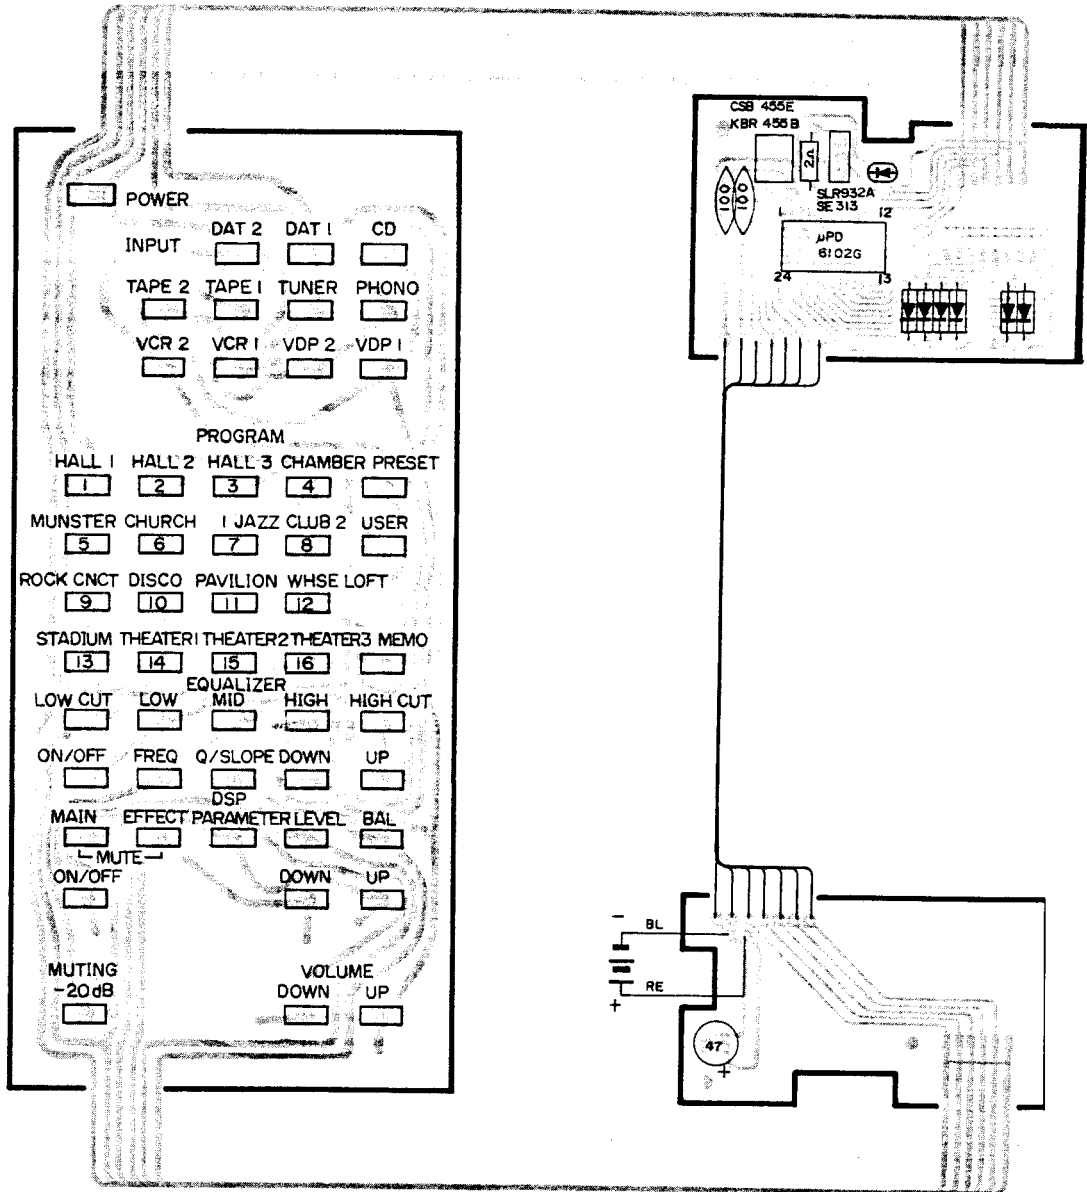 POWER
INPUT
DAT 2 DAT 1 CD
TAPE 2 TAPE 1 TUNER PHONO
VCR 2 VCR 1 VDP 2 VDP 1
PROGRAM
HALL 1 HALL 2 HALL 3 CHAMBER PRESET
1 2 3 4
MUNSTER CHURCH 1 JAZZ CLUB 2 USER
5 6 7 8
ROCK CNCT DISCO PAVILION WHSE LOFT
9 10 11 12
STADIUM THEATER1 THEATER2 THEATER3 MEMO
13 14 15 16
EQUALIZER
LOW CUT LOW MID HIGH HIGH CUT
ON/OFF FREQ Q/SLOPE DOWN UP
DSP
MAIN EFFECT PARAMETER LEVEL BAL
MUTE
ON/OFF DOWN UP
MUTING
-20dB
VOLUME
DOWN UP
CSB 455E
KBR 455B
100 100
2Ω
SLR932A
SE313
1 12
μPD
6102G
24 13
- BL
RE
+
47
+